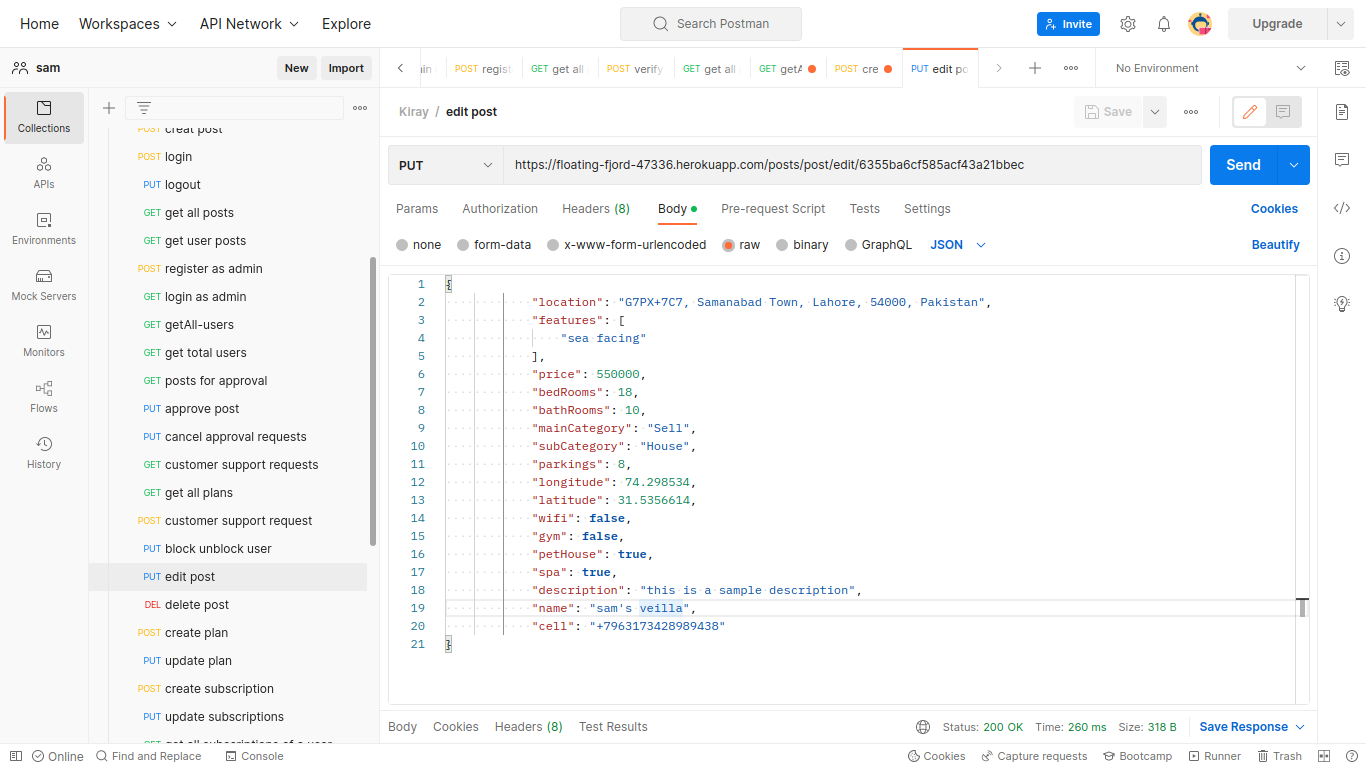 Home Workspaces API Network Explore Search Postman Invite Upgrade
sam New Import
POST regist GET get all POST verify GET get all GET getA POST cre PUT edit po No Environment
Kiray / edit post Save
PUT https://floating-fjord-47336.herokuapp.com/posts/post/edit/6355ba6cf585acf43a21bbec Send
Params Authorization Headers (8) Body Pre-request Script Tests Settings Cookies
none form-data x-www-form-urlencoded raw binary GraphQL JSON Beautify
Collections
APIs
Environments
Mock Servers
Monitors
Flows
History
POST creat post
POST login
PUT logout
GET get all posts
GET get user posts
POST register as admin
GET login as admin
GET getAll-users
GET get total users
GET posts for approval
PUT approve post
PUT cancel approval requests
GET customer support requests
GET get all plans
POST customer support request
PUT block unblock user
PUT edit post
DEL delete post
POST create plan
PUT update plan
POST create subscription
PUT update subscriptions
GET get all subscriptions of a user
1 {
2 "location": "G7PX+7C7, Samanabad Town, Lahore, 54000, Pakistan",
3 "features": [
4 "sea facing"
5 ],
6 "price": 550000,
7 "bedRooms": 18,
8 "bathRooms": 10,
9 "mainCategory": "Sell",
10 "subCategory": "House",
11 "parkings": 8,
12 "longitude": 74.298534,
13 "latitude": 31.5356614,
14 "wifi": false,
15 "gym": false,
16 "petHouse": true,
17 "spa": true,
18 "description": "this is a sample description",
19 "name": "sam's veilla",
20 "cell": "+7963173428989438"
21 }
Body Cookies Headers (8) Test Results Status: 200 OK Time: 260 ms Size: 318 B Save Response
Online Find and Replace Console Cookies Capture requests Bootcamp Runner Trash